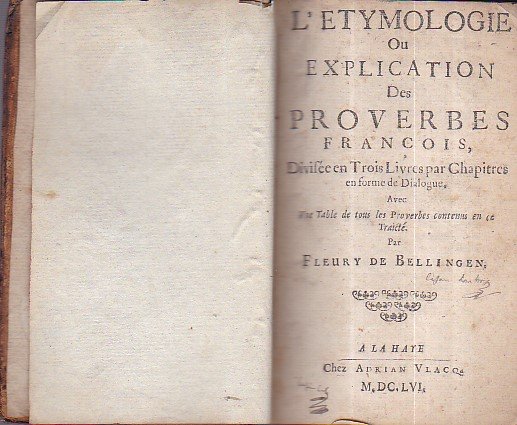 L'ETYMOLOGIE
Ou
EXPLICATION
Des
PROVERBES
FRANCOIS,
Divisée en Trois Livres par Chapitres
en forme de Dialogue,
Avec
Une Table de tous les Proverbes contenus en ce
Traicté.
Par
FLEURY DE BELLINGEN,
A LA HAYE
Chez ADRIAN VLACQ,
M.DC.LVI.